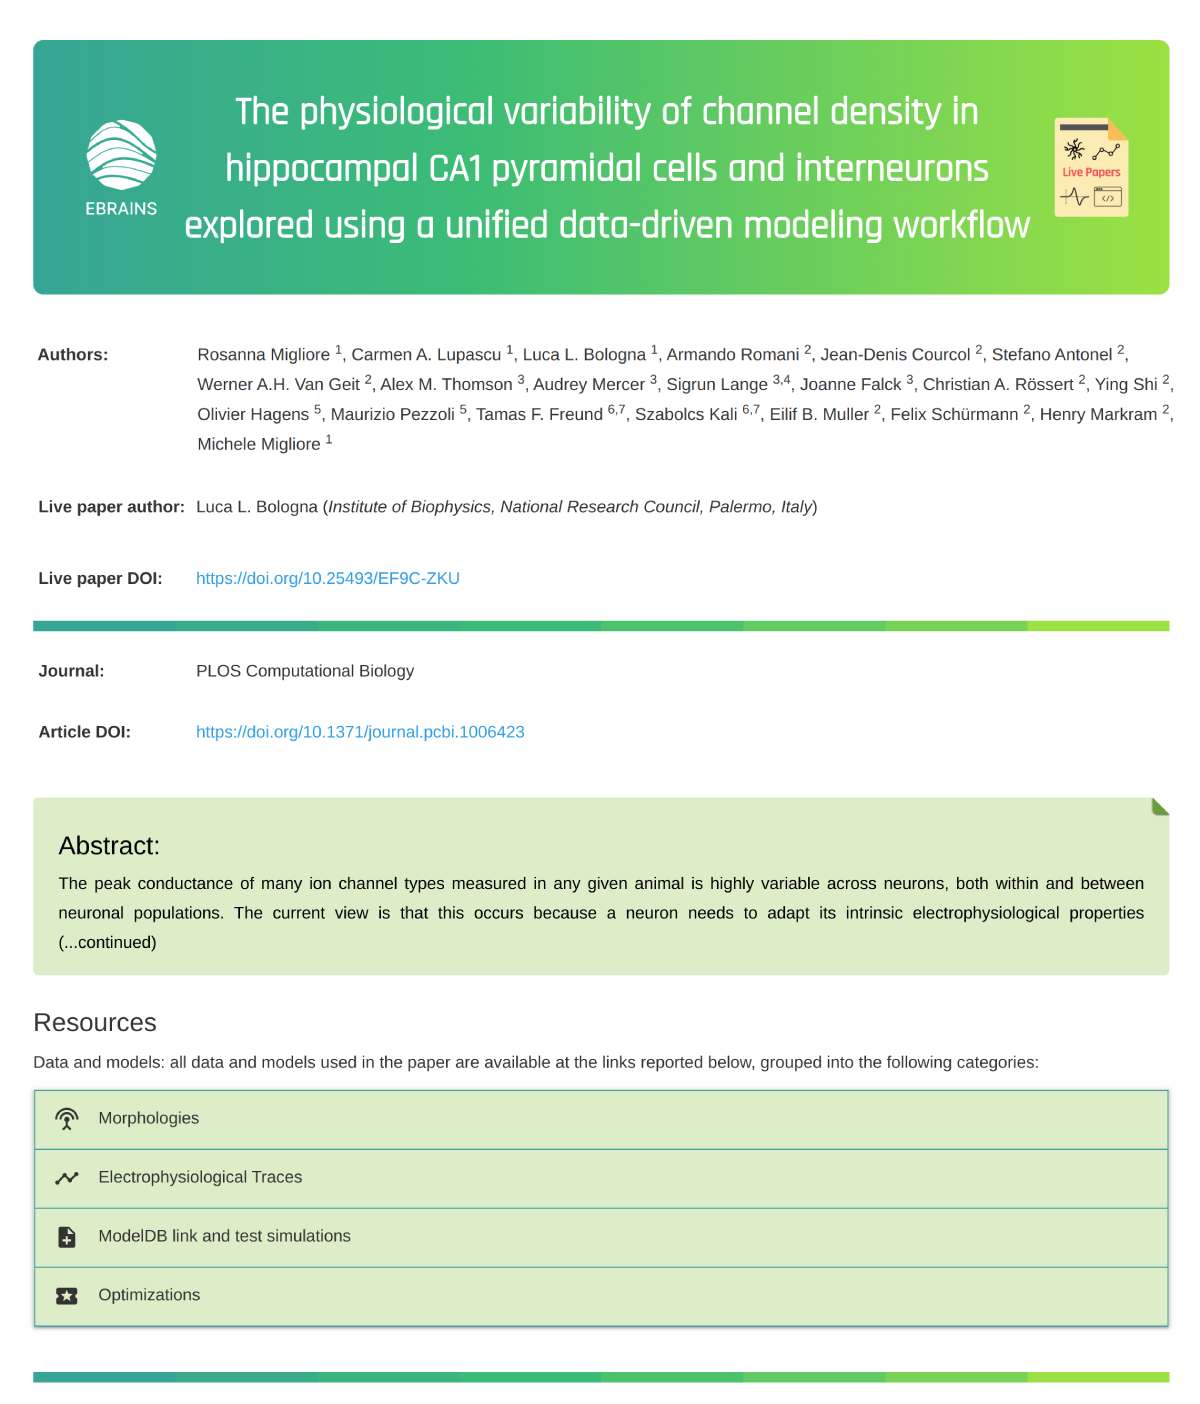 The physiological variability of channel density in
hippocampal CA1 pyramidal cells and interneurons
explored using a unified data-driven modeling workflow
EBRAINS
Live Papers
Authors: Rosanna Migliore 1, Carmen A. Lupascu 1, Luca L. Bologna 1, Armando Romani 2, Jean-Denis Courcol 2, Stefano Antonel 2,
Werner A.H. Van Geit 2, Alex M. Thomson 3, Audrey Mercer 3, Sigrun Lange 3,4, Joanne Falck 3, Christian A. Rössert 2, Ying Shi 2,
Olivier Hagens 5, Maurizio Pezzoli 5, Tamas F. Freund 6,7, Szabolcs Kali 6,7, Eilif B. Muller 2, Felix Schürmann 2, Henry Markram 2,
Michele Migliore 1
Live paper author: Luca L. Bologna (Institute of Biophysics, National Research Council, Palermo, Italy)
Live paper DOI: https://doi.org/10.25493/EF9C-ZKU
Journal: PLOS Computational Biology
Article DOI: https://doi.org/10.1371/journal.pcbi.1006423
Abstract:
The peak conductance of many ion channel types measured in any given animal is highly variable across neurons, both within and between
neuronal populations. The current view is that this occurs because a neuron needs to adapt its intrinsic electrophysiological properties
(...continued)
Resources
Data and models: all data and models used in the paper are available at the links reported below, grouped into the following categories:
Morphologies
Electrophysiological Traces
ModelDB link and test simulations
Optimizations